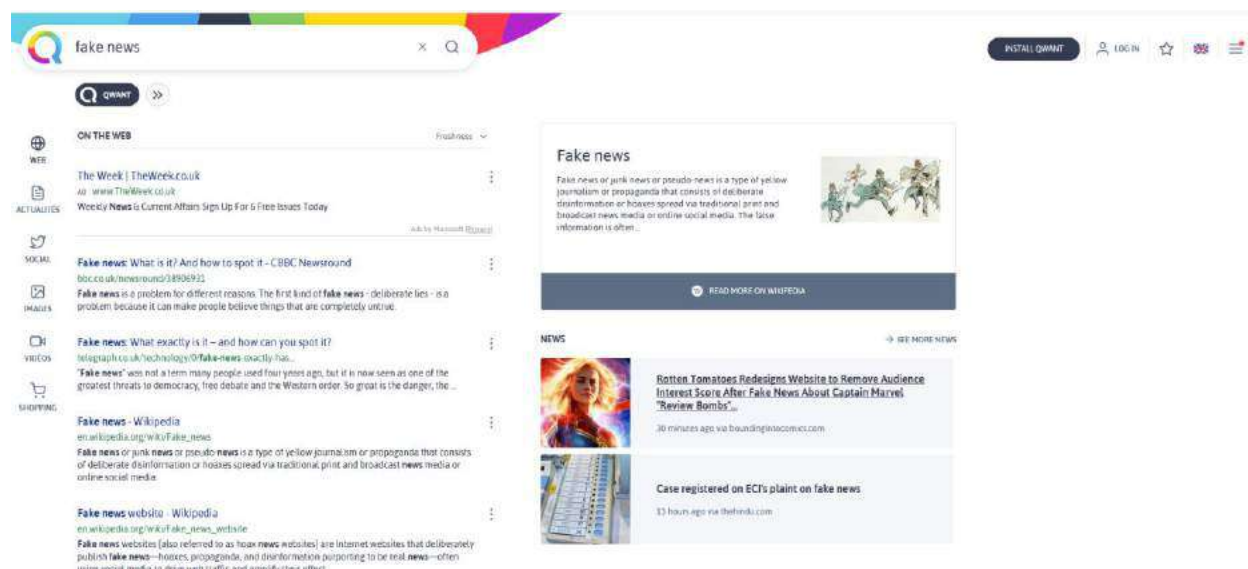 fake news
INSTALL QWANT
LOG IN
QWANT
WEB
ACTUALITÉS
SOCIAL
IMAGES
VIDÉOS
SHOPPING
ON THE WEB
Freshness
The Week | TheWeek.co.uk
AD www.TheWeek.co.uk
Weekly News & Current Affairs Sign Up For 6 Free Issues Today
Ads by Microsoft
Fake news: What is it? And how to spot it - CBBC Newsround
bbc.co.uk/newsround/38906931
Fake news is a problem for different reasons. The first kind of fake news - deliberate lies - is a
problem because it can make people believe things that are completely untrue.
Fake news: What exactly is it – and how can you spot it?
telegraph.co.uk/technology/0/fake-news-exactly-has...
"Fake news" was not a term many people used four years ago, but it is now seen as one of the
greatest threats to democracy, free debate and the Western order. So great is the danger, the ...
Fake news - Wikipedia
en.wikipedia.org/wiki/Fake_news
Fake news or junk news or pseudo-news is a type of yellow journalism or propaganda that consists
of deliberate disinformation or hoaxes spread via traditional print and broadcast news media or
online social media.
Fake news website - Wikipedia
en.wikipedia.org/wiki/Fake_news_website
Fake news websites (also referred to as hoax news websites) are Internet websites that deliberately
publish fake news—hoaxes, propaganda, and disinformation purporting to be real news—often
using social media to drive web traffic and amplify their effect.
Fake news
Fake news or junk news or pseudo-news is a type of yellow
journalism or propaganda that consists of deliberate
disinformation or hoaxes spread via traditional print and
broadcast news media or online social media. The false
information is often...
READ MORE ON WIKIPEDIA
NEWS
SEE MORE NEWS
Rotten Tomatoes Redesigns Website to Remove Audience
Interest Score After Fake News About Captain Marvel
"Review Bombs"...
30 minutes ago via boundingintocomics.com
Case registered on ECI's plaint on fake news
15 hours ago via thehindu.com